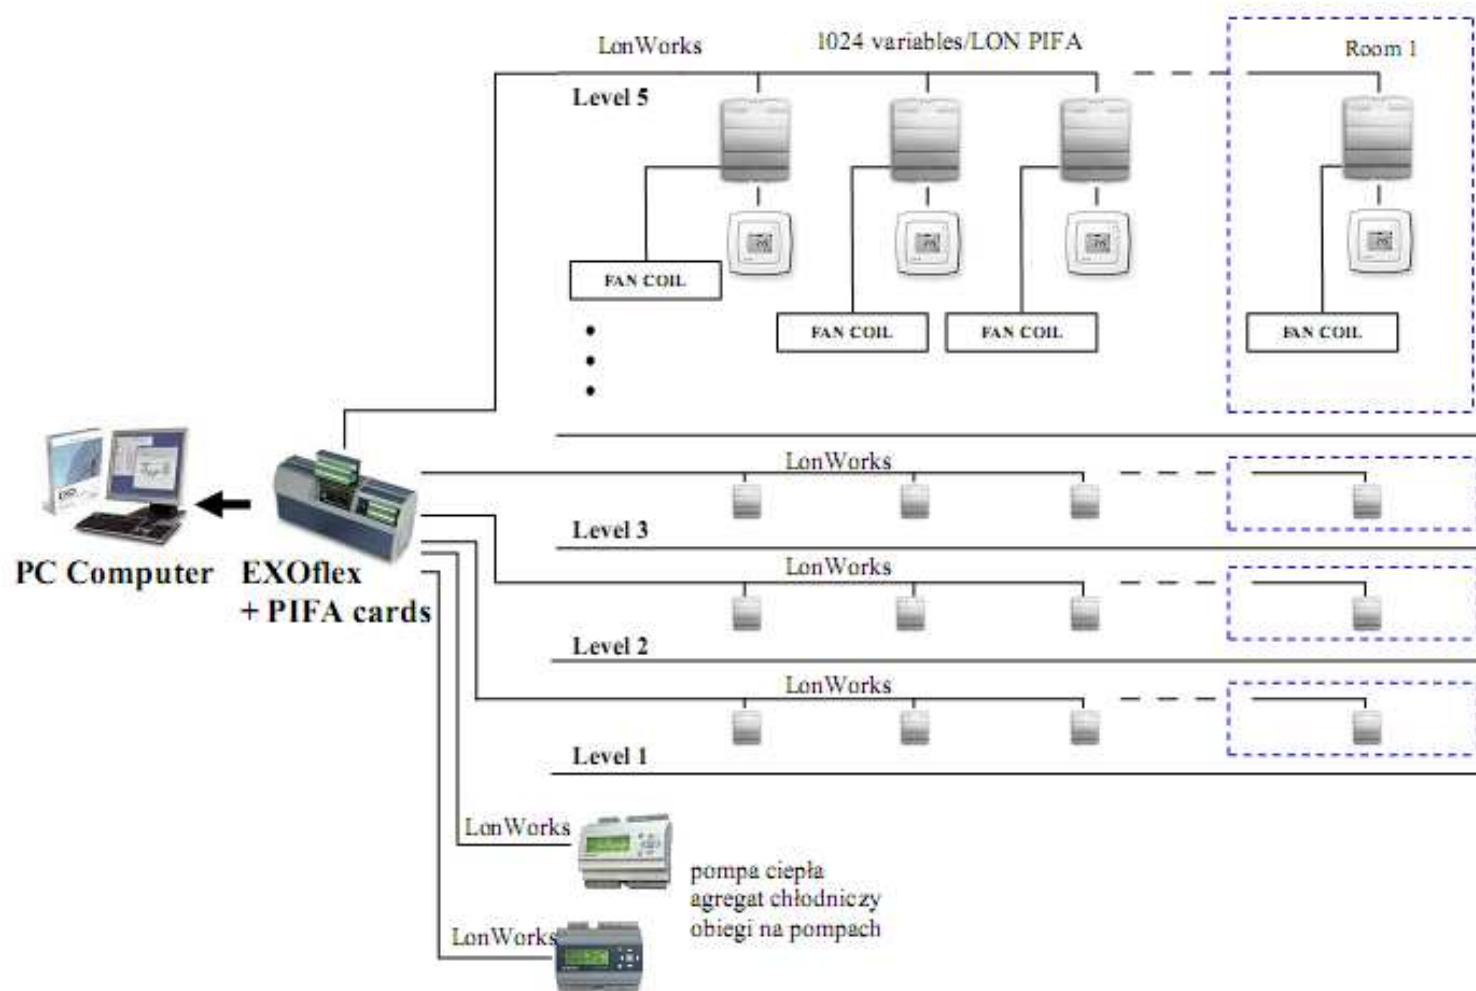 LonWorks
1024 variables/LON PIFA
Room 1
Level 5
FAN COIL
FAN COIL
FAN COIL
FAN COIL
LonWorks
Level 3
PC Computer
EXOflex
+ PIFA cards
LonWorks
Level 2
LonWorks
Level 1
LonWorks
pompa ciepła
agregat chłodniczy
obiegi na pompach
LonWorks